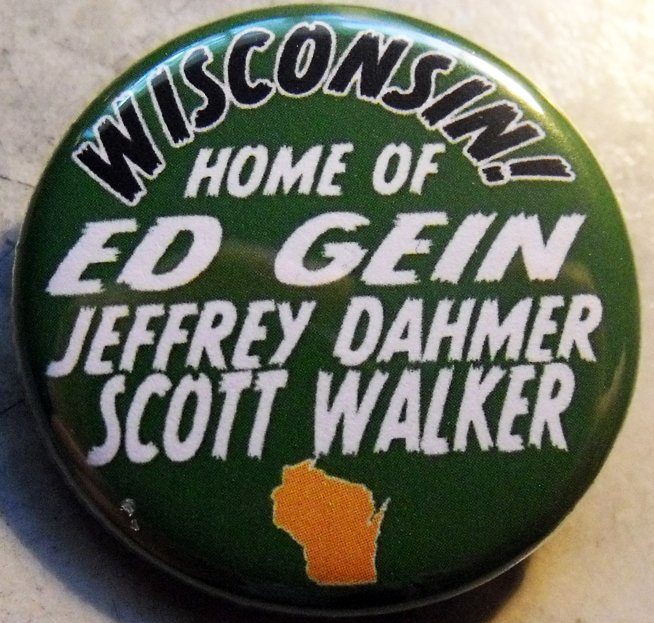 WISCONSIN!
HOME OF
ED GEIN
JEFFREY DAHMER
SCOTT WALKER